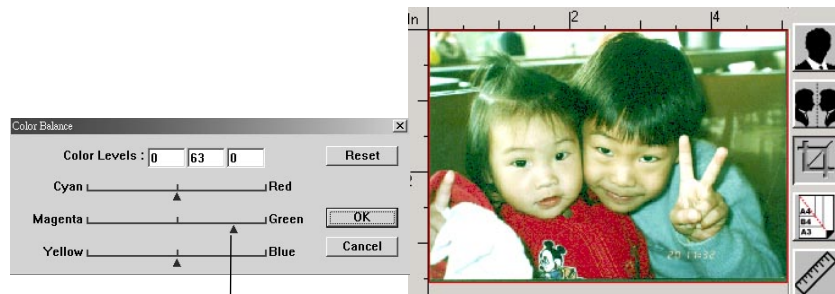 In
2
4
Color Balance
Color Levels : 0 63 0
Reset
Cyan Red
Magenta Green
OK
Yellow Blue
Cancel
2
A4
B4
A3